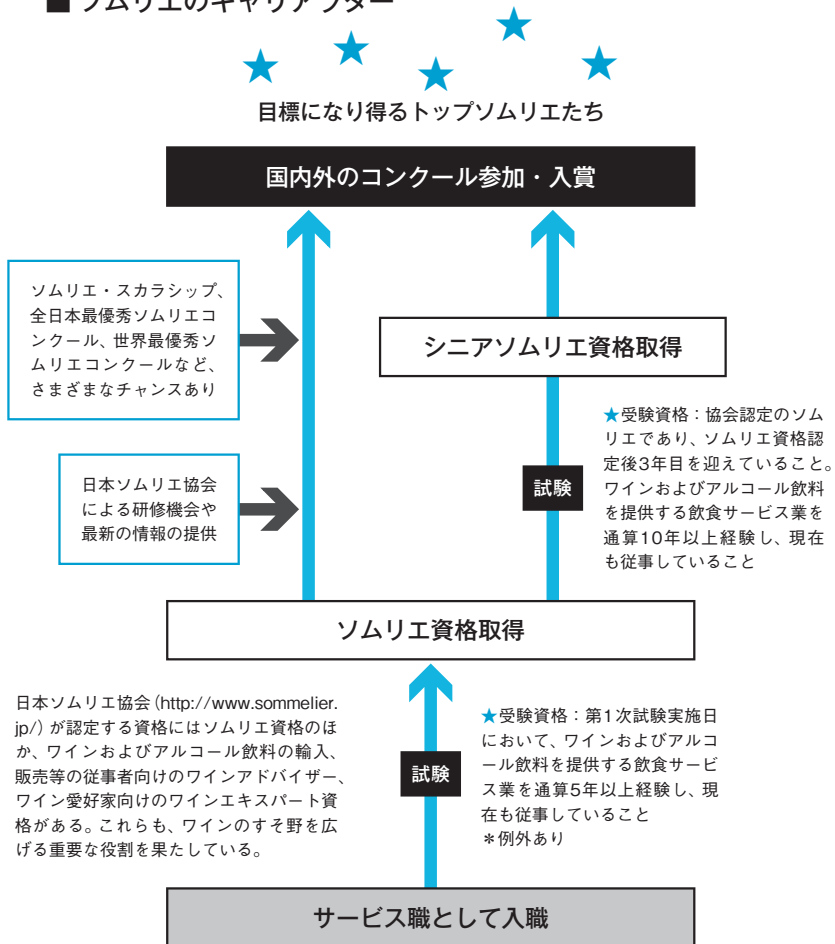 ■ ソムリエのキャリアラダー
目標になり得るトップソムリエたち
国内外のコンクール参加・入賞
ソムリエ・スカラシップ、
全日本最優秀ソムリエコ
ンクール、世界最優秀ソ
ムリエコンクールなど、
さまざまなチャンスあり
シニアソムリエ資格取得
★受験資格：協会認定のソム
リエであり、ソムリエ資格認
定後3年目を迎えていること。
ワインおよびアルコール飲料
を提供する飲食サービス業を
通算10年以上経験し、現在
も従事していること
試験
日本ソムリエ協会
による研修機会や
最新の情報の提供
ソムリエ資格取得
日本ソムリエ協会（http://www.sommelier.
jp/）が認定する資格にはソムリエ資格のほ
か、ワインおよびアルコール飲料の輸入、
販売等の従事者向けのワインアドバイザー、
ワイン愛好家向けのワインエキスパート資
格がある。これらも、ワインのすそ野を広
げる重要な役割を果たしている。
試験
★受験資格：第1次試験実施日
において、ワインおよびアルコ
ール飲料を提供する飲食サービ
ス業を通算5年以上経験し、現
在も従事していること
＊例外あり
サービス職として入職